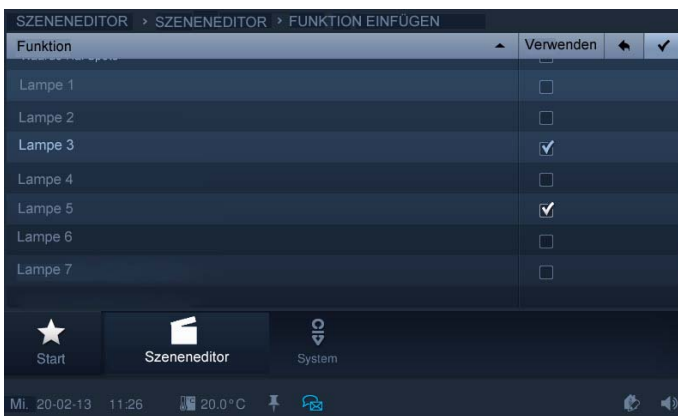 SZENENEDITOR > SZENENEDITOR > FUNKTION EINFÜGEN
Funktion Verwenden
Lampe 1
Lampe 2
Lampe 3
Lampe 4
Lampe 5
Lampe 6
Lampe 7
Start Szeneneditor System
Mi. 20-02-13 11:26 20.0°C